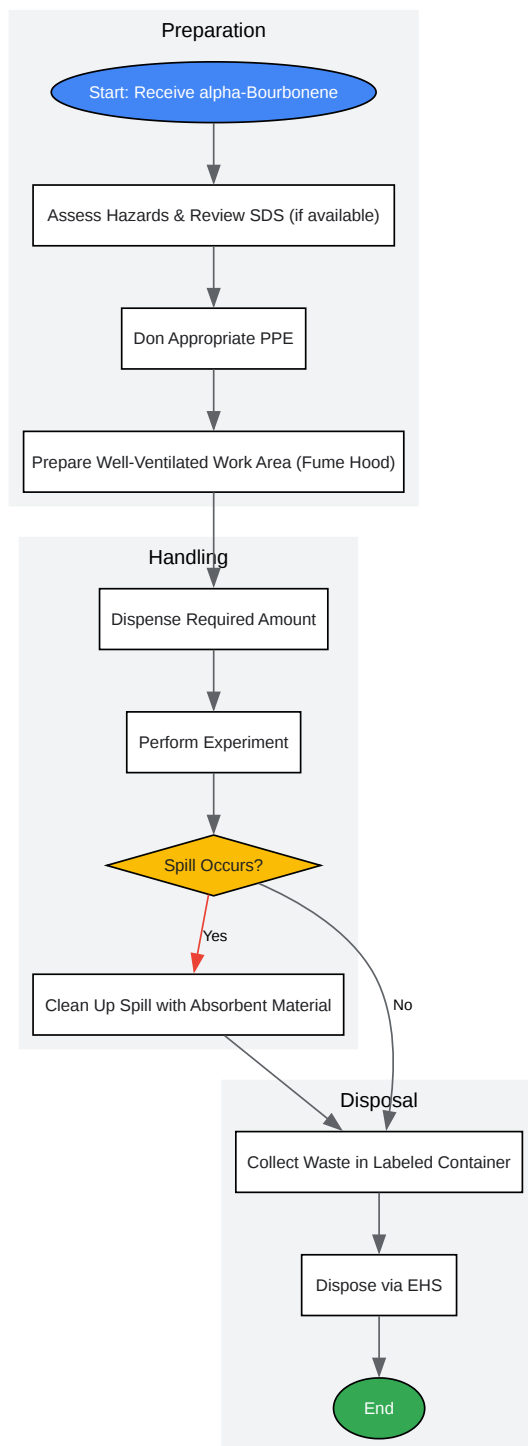 Preparation
Start: Receive alpha-Bourbonene
Assess Hazards & Review SDS (if available)
Don Appropriate PPE
Prepare Well-Ventilated Work Area (Fume Hood)
Handling
Dispense Required Amount
Perform Experiment
Spill Occurs?
Yes
Clean Up Spill with Absorbent Material
No
Disposal
Collect Waste in Labeled Container
Dispose via EHS
End